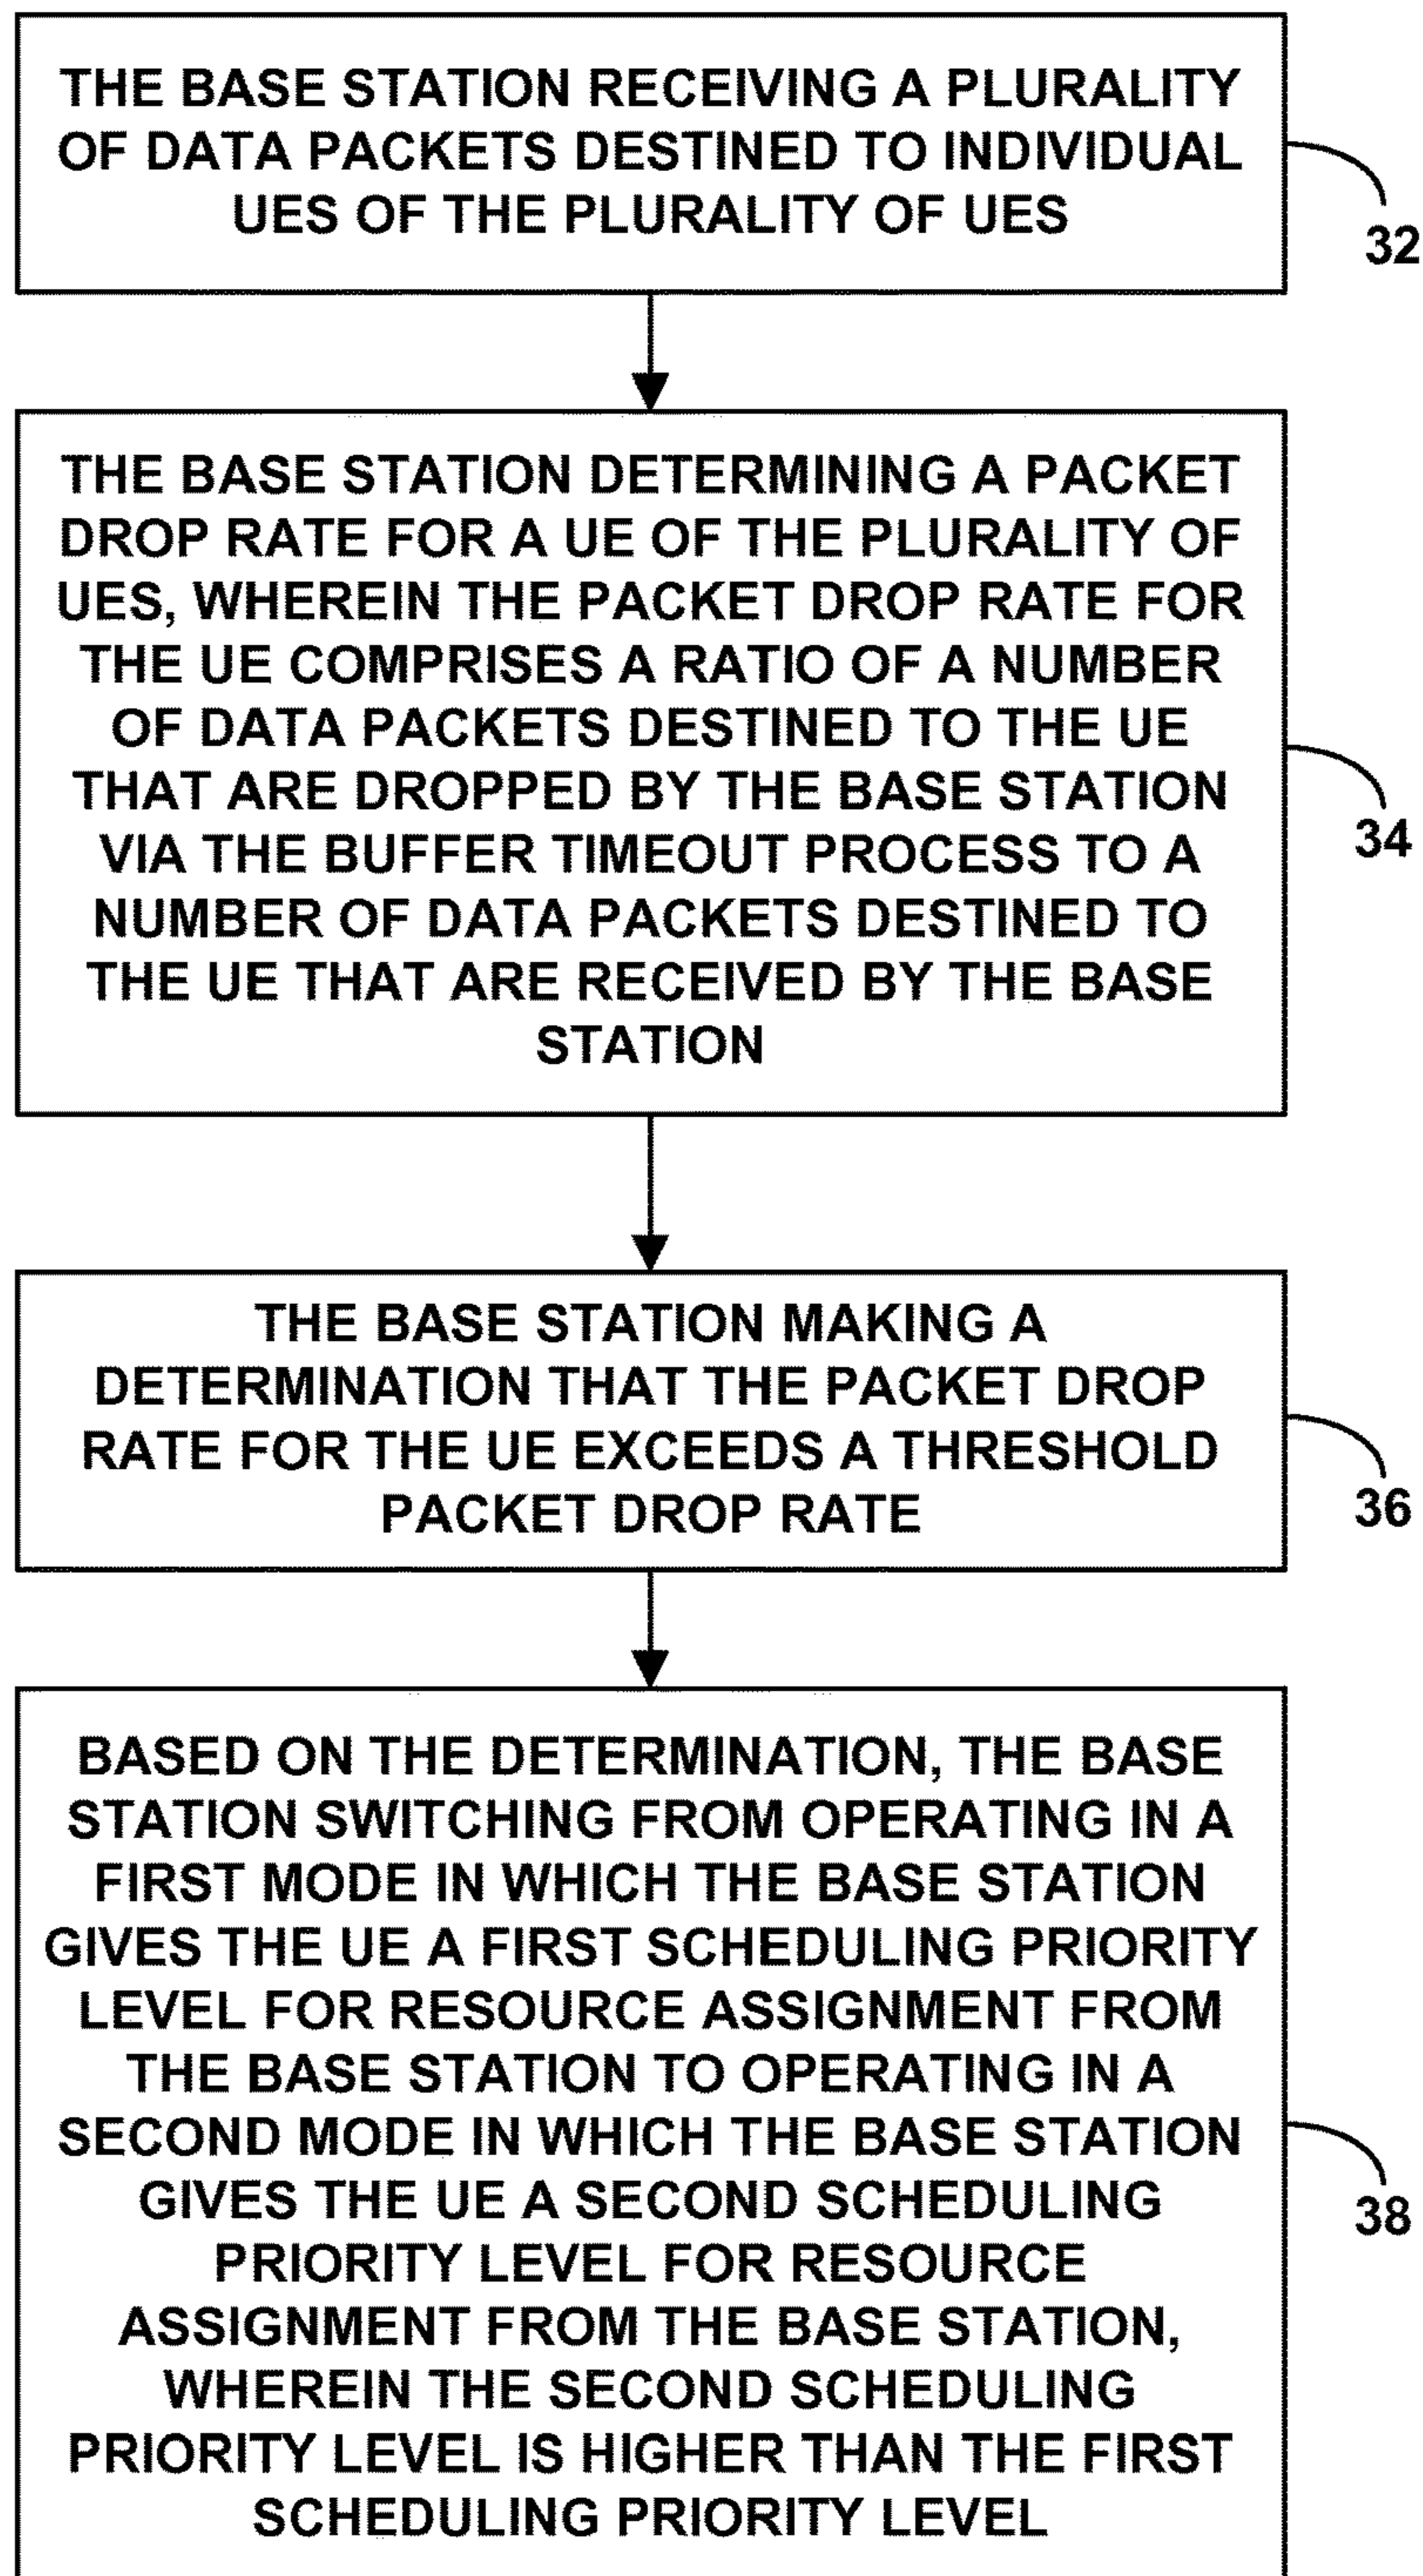 THE BASE STATION RECEIVING A PLURALITY
OF DATA PACKETS DESTINED TO INDIVIDUAL
UES OF THE PLURALITY OF UES
32
THE BASE STATION DETERMINING A PACKET
DROP RATE FOR A UE OF THE PLURALITY OF
UES, WHEREIN THE PACKET DROP RATE FOR
THE UE COMPRISES A RATIO OF A NUMBER
OF DATA PACKETS DESTINED TO THE UE
THAT ARE DROPPED BY THE BASE STATION
VIA THE BUFFER TIMEOUT PROCESS TO A
NUMBER OF DATA PACKETS DESTINED TO
THE UE THAT ARE RECEIVED BY THE BASE
STATION
34
THE BASE STATION MAKING A
DETERMINATION THAT THE PACKET DROP
RATE FOR THE UE EXCEEDS A THRESHOLD
PACKET DROP RATE
36
BASED ON THE DETERMINATION, THE BASE
STATION SWITCHING FROM OPERATING IN A
FIRST MODE IN WHICH THE BASE STATION
GIVES THE UE A FIRST SCHEDULING PRIORITY
LEVEL FOR RESOURCE ASSIGNMENT FROM
THE BASE STATION TO OPERATING IN A
SECOND MODE IN WHICH THE BASE STATION
GIVES THE UE A SECOND SCHEDULING
PRIORITY LEVEL FOR RESOURCE
ASSIGNMENT FROM THE BASE STATION,
WHEREIN THE SECOND SCHEDULING
PRIORITY LEVEL IS HIGHER THAN THE FIRST
SCHEDULING PRIORITY LEVEL
38